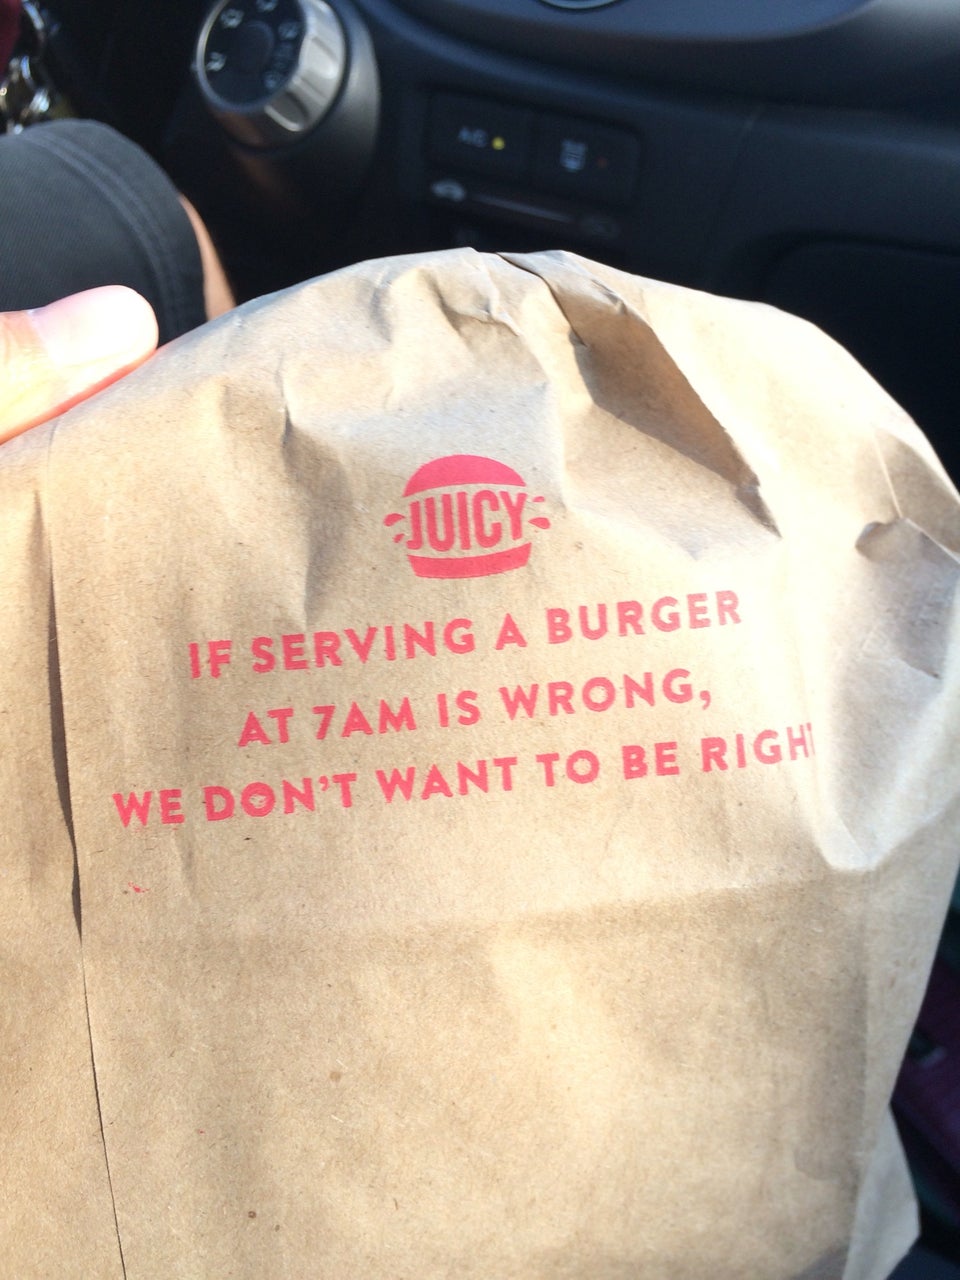 JUICY
IF SERVING A BURGER
AT 7AM IS WRONG,
WE DON'T WANT TO BE RIGHT
A/C